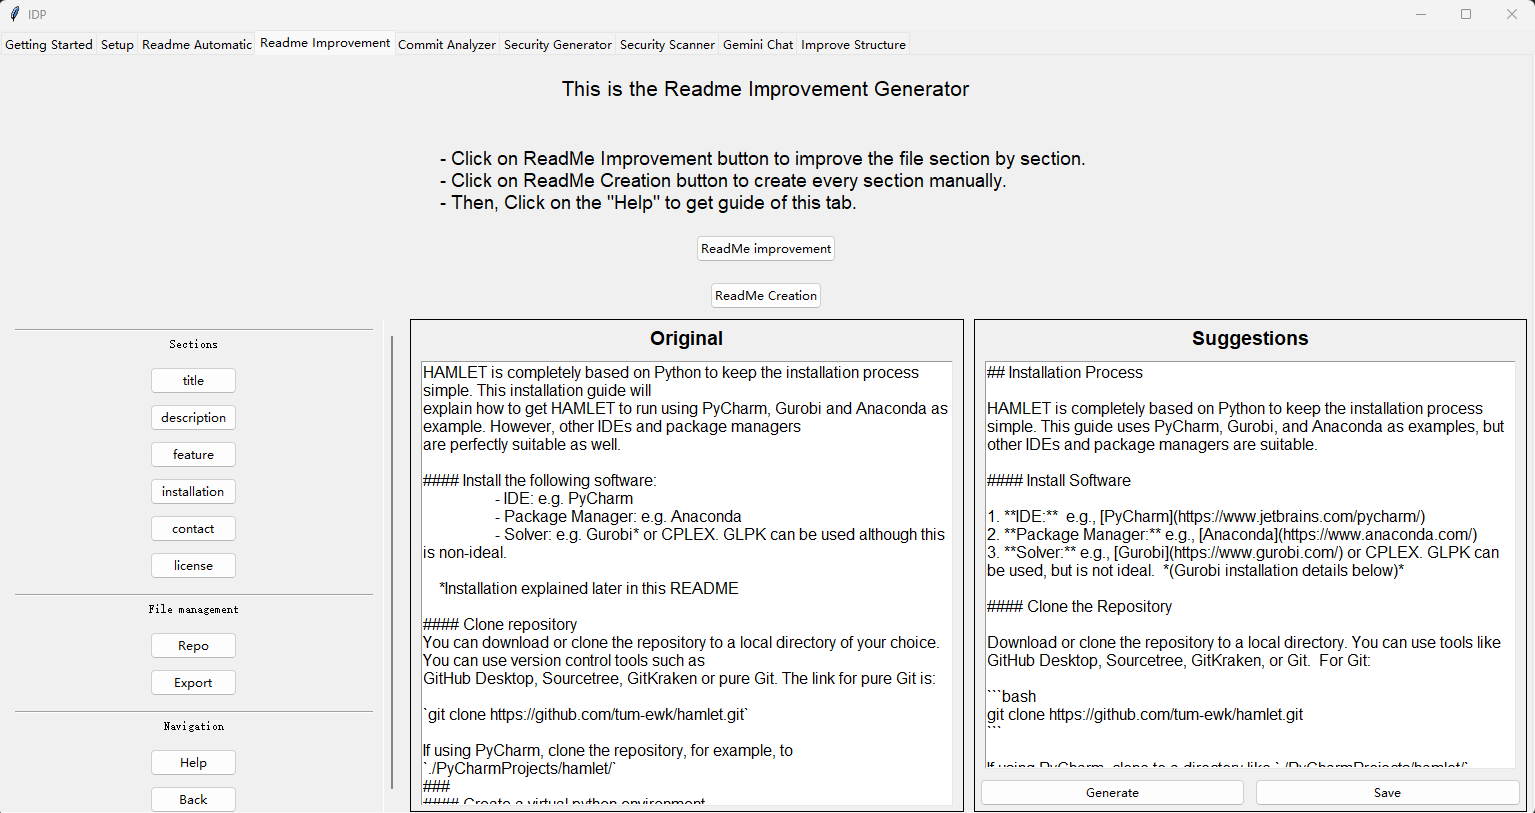 IDP
Getting Started Setup Readme Automatic Readme Improvement Commit Analyzer Security Generator Security Scanner Gemini Chat Improve Structure
This is the Readme Improvement Generator
- Click on ReadMe Improvement button to improve the file section by section.
- Click on ReadMe Creation button to create every section manually.
- Then, Click on the "Help" to get guide of this tab.
ReadMe improvement
ReadMe Creation
Sections
title
description
feature
installation
contact
license
File management
Repo
Export
Navigation
Help
Back
Original
HAMLET is completely based on Python to keep the installation process
simple. This installation guide will
explain how to get HAMLET to run using PyCharm, Gurobi and Anaconda as
example. However, other IDEs and package managers
are perfectly suitable as well.
#### Install the following software:
- IDE: e.g. PyCharm
- Package Manager: e.g. Anaconda
- Solver: e.g. Gurobi* or CPLEX. GLPK can be used although this
is non-ideal.
*Installation explained later in this README
#### Clone repository
You can download or clone the repository to a local directory of your choice.
You can use version control tools such as
GitHub Desktop, Sourcetree, GitKraken or pure Git. The link for pure Git is:
`git clone https://github.com/tum-ewk/hamlet.git`
If using PyCharm, clone the repository, for example, to
`./PyCharmProjects/hamlet/`
###
#### Create a virtual python environment
Suggestions
## Installation Process
HAMLET is completely based on Python to keep the installation process
simple. This guide uses PyCharm, Gurobi, and Anaconda as examples, but
other IDEs and package managers are suitable.
#### Install Software
1. **IDE:**  e.g., [PyCharm](https://www.jetbrains.com/pycharm/)
2. **Package Manager:** e.g., [Anaconda](https://www.anaconda.com/)
3. **Solver:** e.g., [Gurobi](https://www.gurobi.com/) or CPLEX. GLPK can
be used, but is not ideal.  *(Gurobi installation details below)*
#### Clone the Repository
Download or clone the repository to a local directory. You can use tools like
GitHub Desktop, Sourcetree, GitKraken, or Git.  For Git:
```bash
git clone https://github.com/tum-ewk/hamlet.git
```
If using PyCharm, clone to a directory like `./PyCharmProjects/hamlet/`
Generate
Save